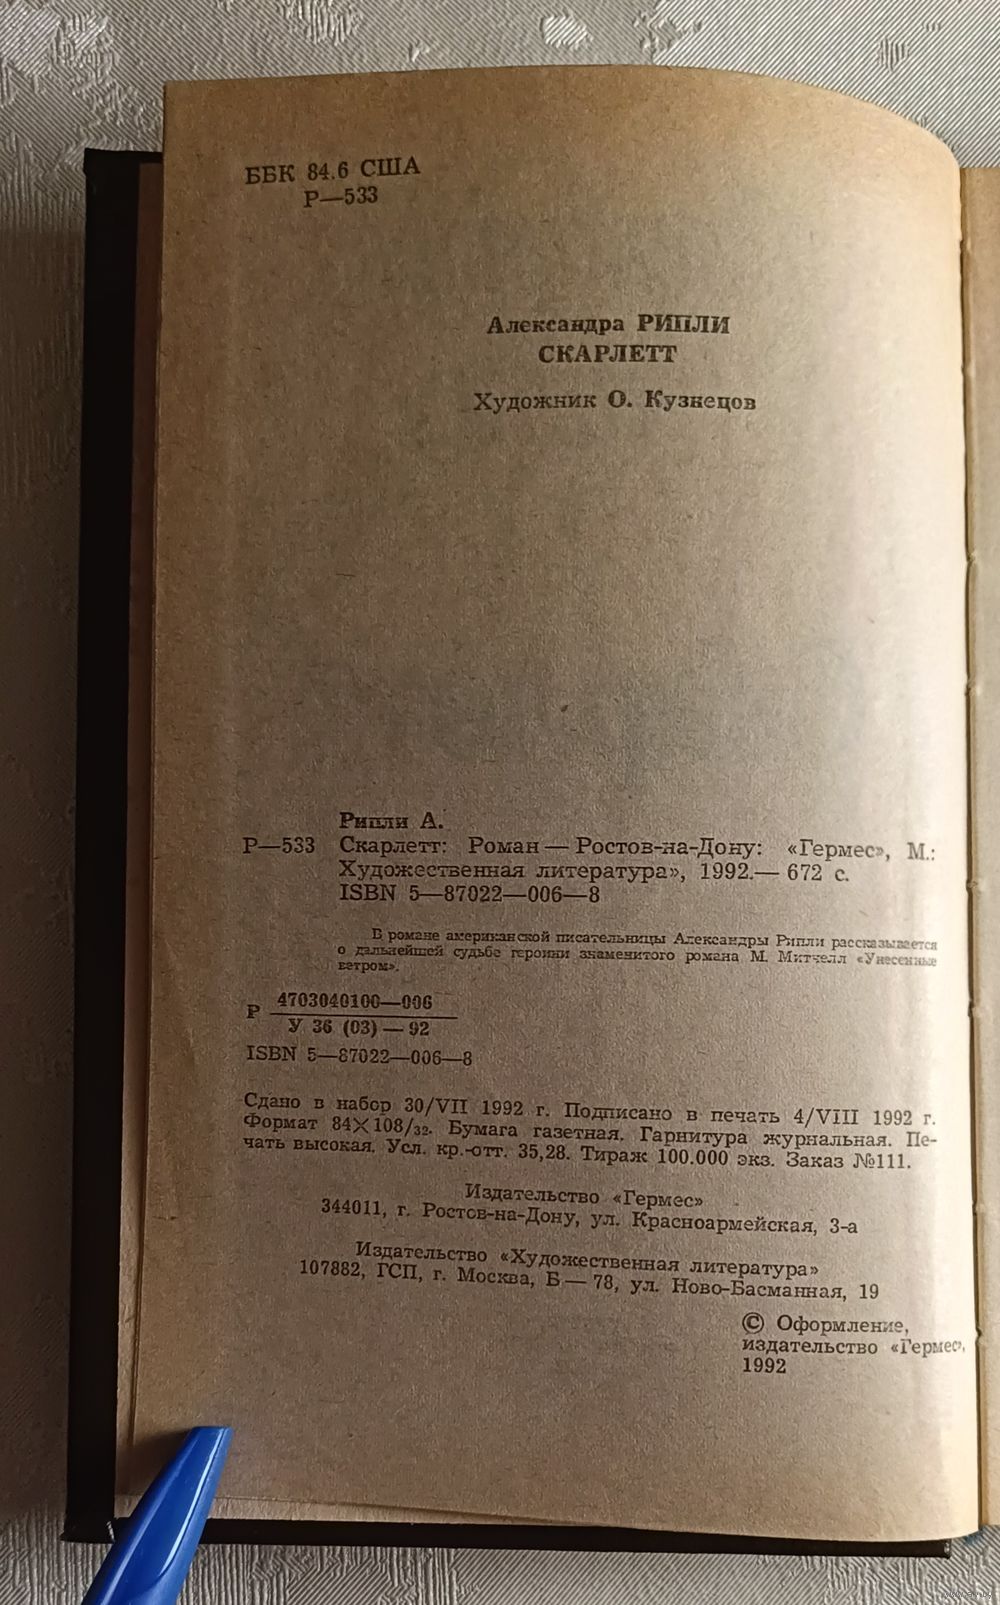 ББК 84.6 США
Р—533
Александра РИПЛИ
СКАРЛЕТТ
Художник О. Кузнецов
Рипли А.
Р—533 Скарлетт: Роман — Ростов-на-Дону: «Гермес», М.:
Художественная литература», 1992.— 672 с.
ISBN 5—87022—006—8
В романе американской писательницы Александры Рипли рассказывается
о дальнейшей судьбе героини знаменитого романа М. Митчелл «Унесенные
ветром».
Р 4703040100—006
У 36 (03) — 92
ISBN 5—87022—006—8
Сдано в набор 30/VII 1992 г. Подписано в печать 4/VIII 1992 г.
Формат 84×108/32. Бумага газетная. Гарнитура журнальная. Пе-
чать высокая. Усл. кр.-отт. 35,28. Тираж 100.000 экз. Заказ №111.
Издательство «Гермес»
344011, г. Ростов-на-Дону, ул. Красноармейская, 3-а
Издательство «Художественная литература»
107882, ГСП, г. Москва, Б — 78, ул. Ново-Басманная, 19
© Оформление,
издательство «Гермес»,
1992